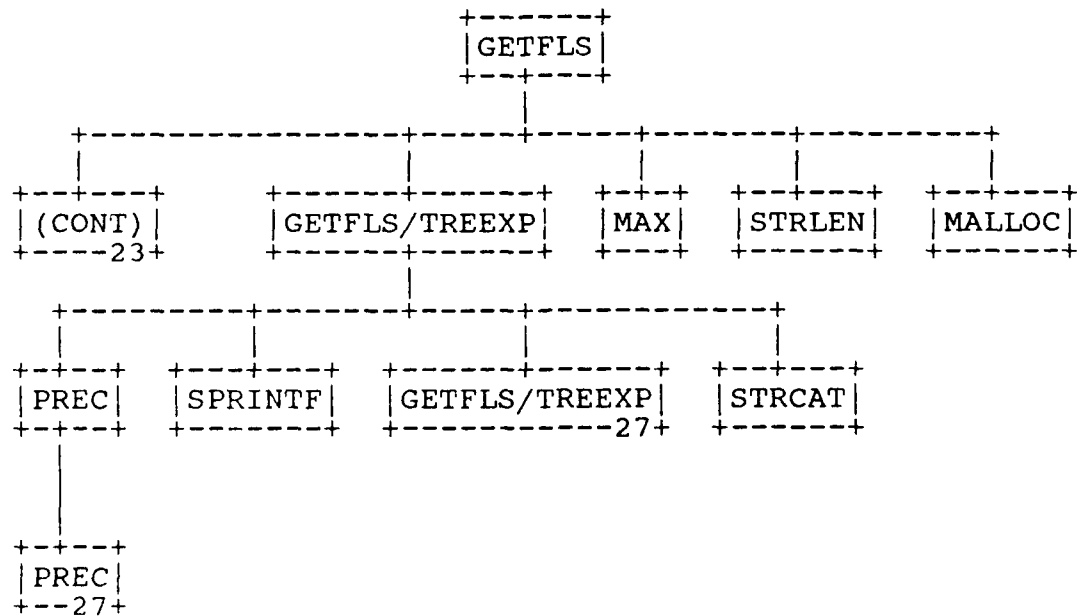 GETFLS
(CONT) GETFLS/TREEXP MAX STRLEN MALLOC
23
PREC SPRINTF GETFLS/TREEXP STRCAT
27
PREC
27